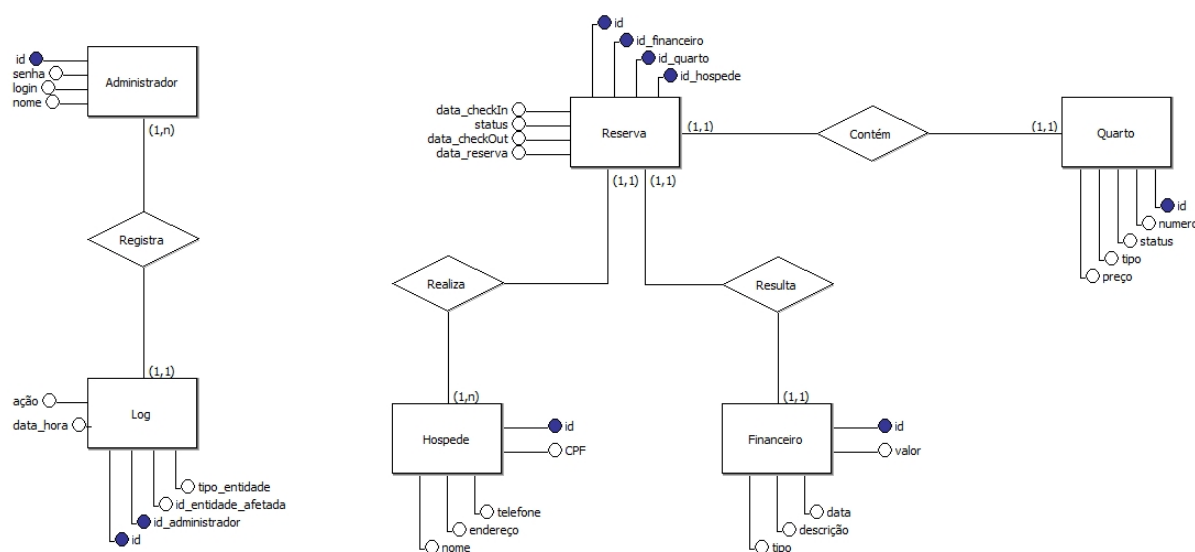 id
senha
login
nome
Administrador
(1,n)
Registra
(1,1)
ação
data_hora
Log
tipo_entidade
id_entidade_afetada
id_administrador
id
id
id_financeiro
id_quarto
id_hospede
data_checkIn
status
data_checkOut
data_reserva
Reserva
(1,1)
Contém
(1,1)
Quarto
id
numero
status
tipo
preço
(1,1)
(1,1)
Realiza
Resulta
(1,n)
Hospede
id
CPF
telefone
endereço
nome
(1,1)
Financeiro
id
valor
data
descrição
tipo